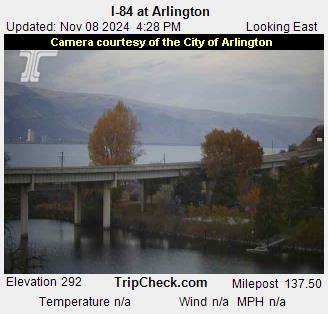 I-84 at Arlington
Updated: Nov 08 2024 4:28 PM Looking East
Camera courtesy of the City of Arlington
Elevation 292 TripCheck.com Milepost 137.50
Temperature n/a Wind n/a MPH n/a